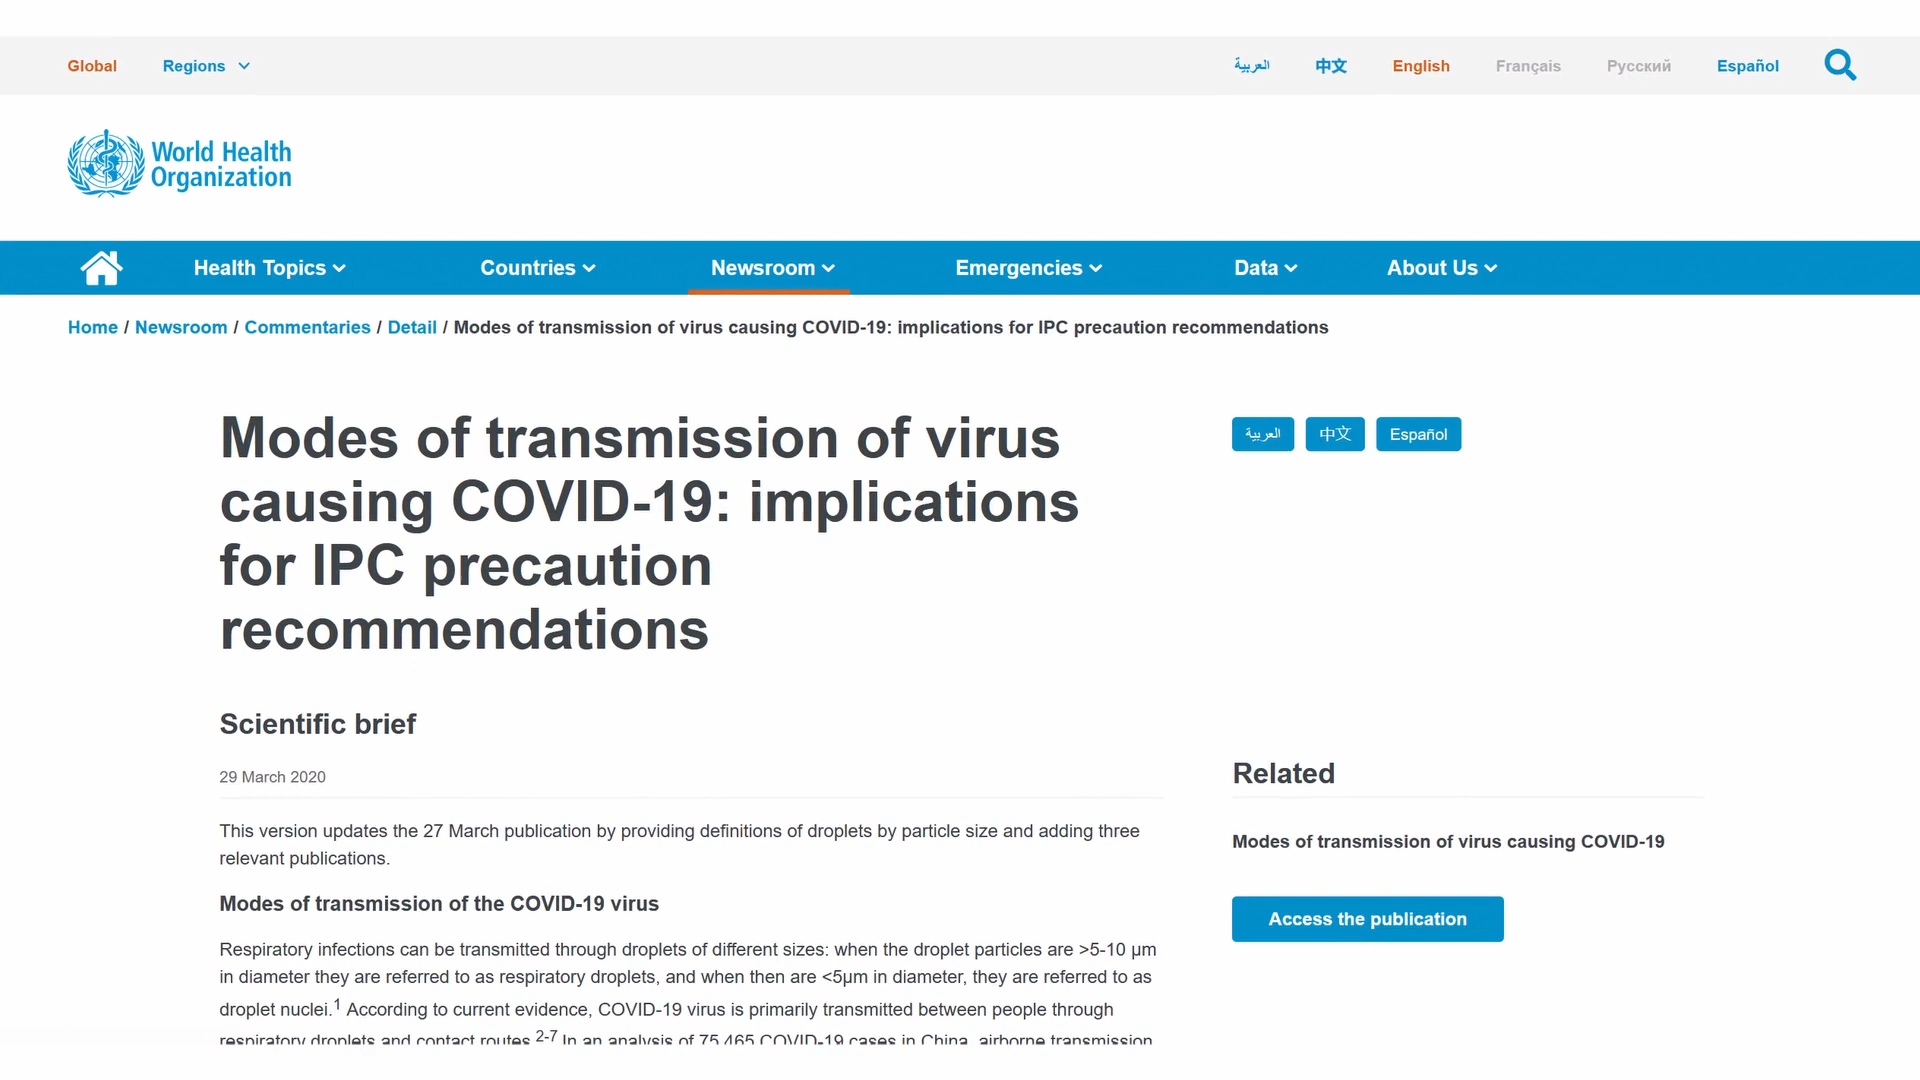 Global Regions العربية 中文 English Français Русский Español
World Health
Organization
Health Topics Countries Newsroom Emergencies Data About Us
Home / Newsroom / Commentaries / Detail / Modes of transmission of virus causing COVID-19: implications for IPC precaution recommendations
Modes of transmission of virus
causing COVID-19: implications
for IPC precaution
recommendations
العربية 中文 Español
Scientific brief
29 March 2020
This version updates the 27 March publication by providing definitions of droplets by particle size and adding three
relevant publications.
Modes of transmission of the COVID-19 virus
Respiratory infections can be transmitted through droplets of different sizes: when the droplet particles are >5-10 μm
in diameter they are referred to as respiratory droplets, and when then are <5μm in diameter, they are referred to as
droplet nuclei.1 According to current evidence, COVID-19 virus is primarily transmitted between people through
respiratory droplets and contact routes.2-7 In an analysis of 75,465 COVID-19 cases in China, airborne transmission
Related
Modes of transmission of virus causing COVID-19
Access the publication